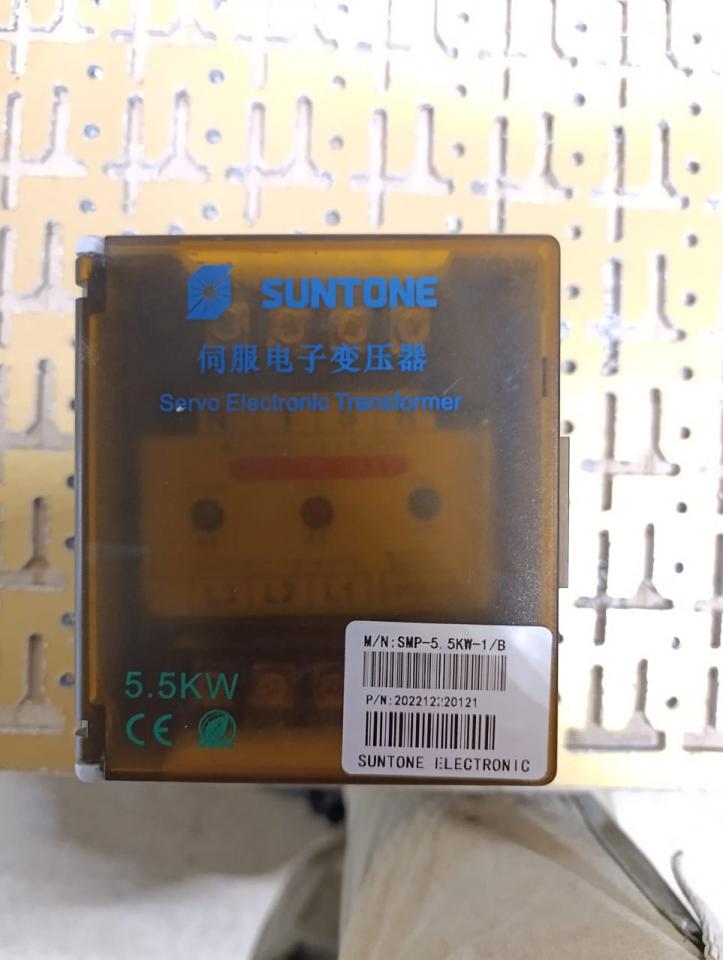 SUNTONE
伺服电子变压器
Servo Electronic Transformer
N T S R
L3 L2 L1
M/N:SMP-5.5KW-1/B
5.5KW
P/N:202212220121
CE
SUNTONE ELECTRONIC